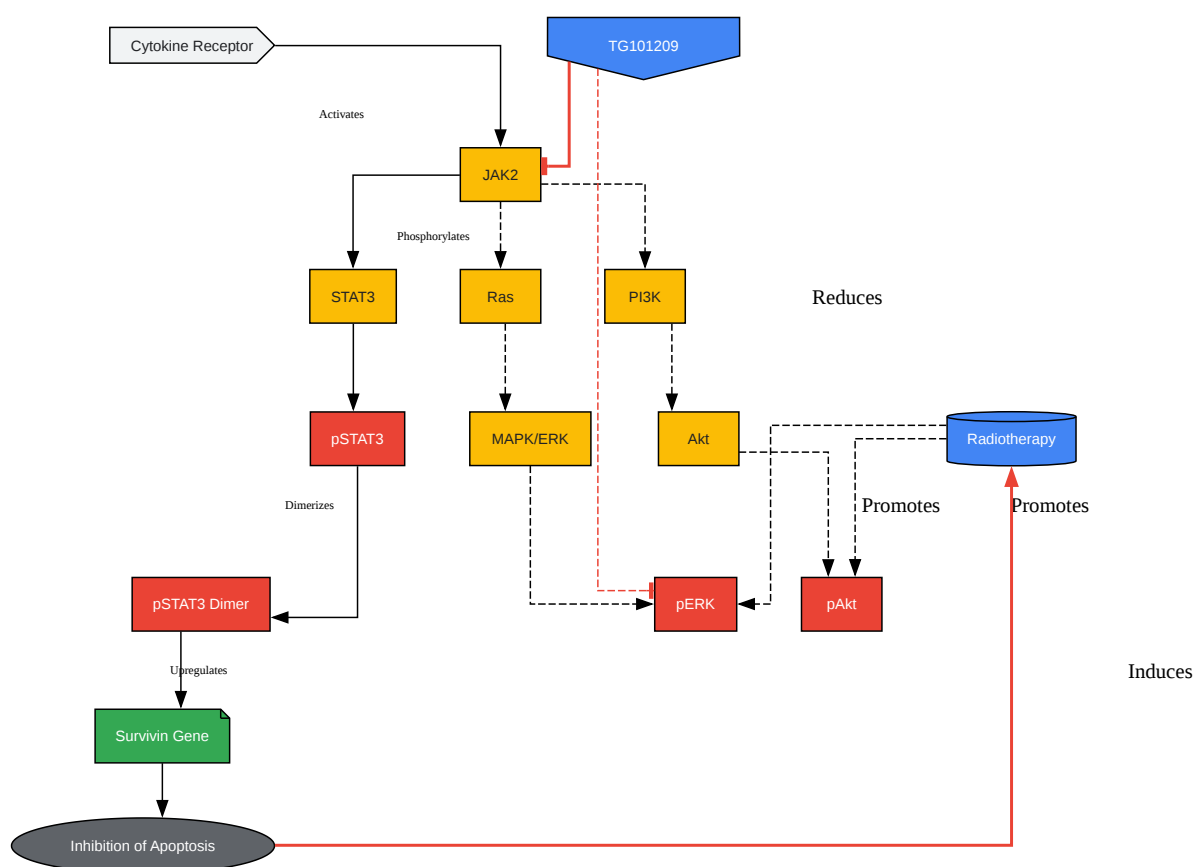 Cytokine Receptor
TG101209
Activates
JAK2
Phosphorylates
STAT3
Ras
PI3K
Reduces
pSTAT3
MAPK/ERK
Akt
Radiotherapy
Dimerizes
Promotes
Promotes
pSTAT3 Dimer
pERK
pAkt
Upregulates
Induces
Survivin Gene
Inhibition of Apoptosis